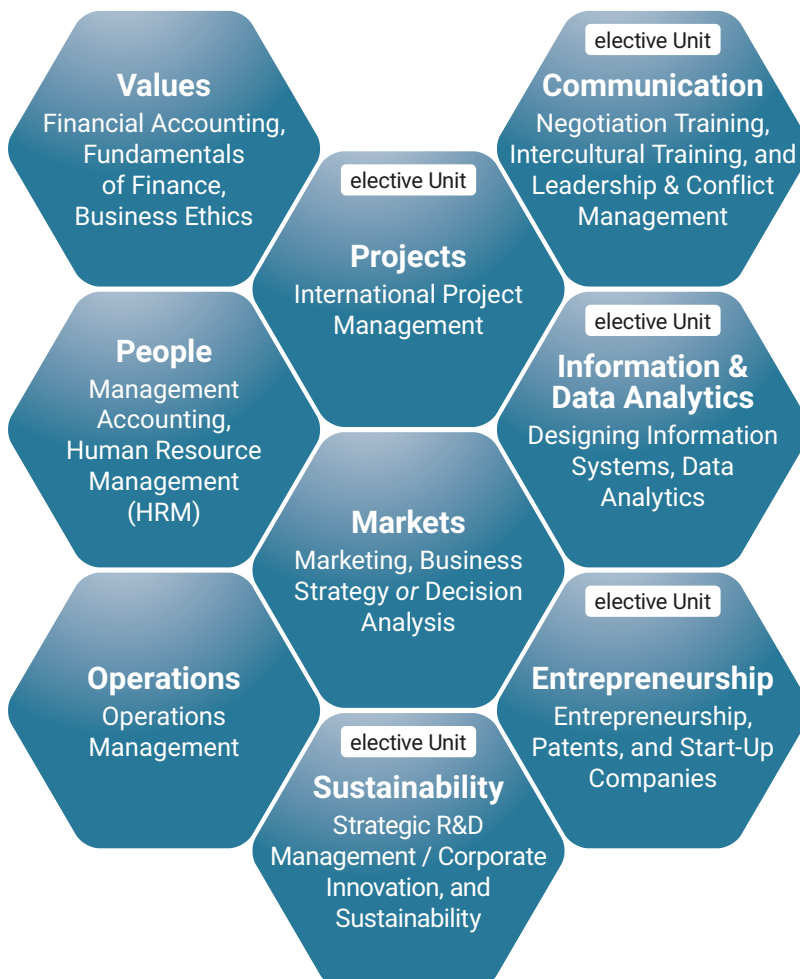 Values
Financial Accounting,
Fundamentals
of Finance,
Business Ethics
elective Unit
Communication
Negotiation Training,
Intercultural Training, and
Leadership & Conflict
Management
elective Unit
Projects
International Project
Management
People
Management
Accounting,
Human Resource
Management
(HRM)
elective Unit
Information &
Data Analytics
Designing Information
Systems, Data
Analytics
Markets
Marketing, Business
Strategy or Decision
Analysis
Operations
Operations
Management
elective Unit
Entrepreneurship
Entrepreneurship,
Patents, and Start-Up
Companies
elective Unit
Sustainability
Strategic R&D
Management / Corporate
Innovation, and
Sustainability